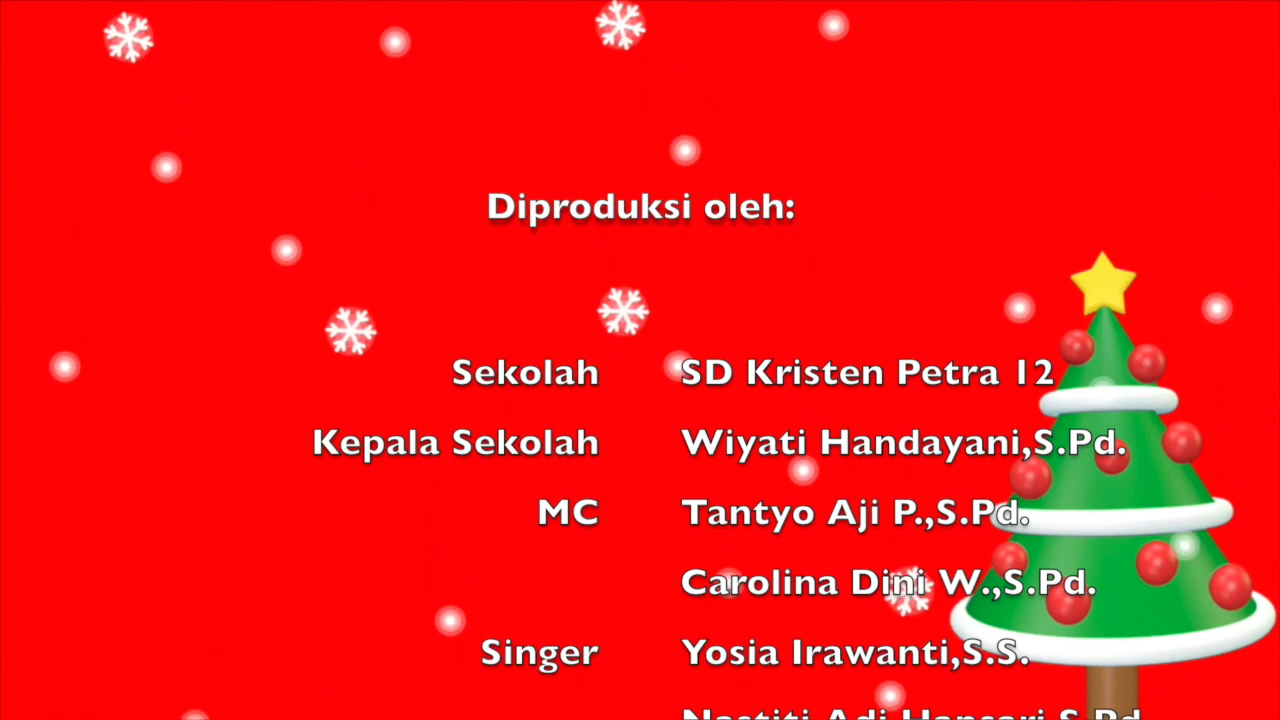 Diproduksi oleh:
Sekolah SD Kristen Petra 12
Kepala Sekolah Wiyati Handayani,S.Pd.
MC Tantyo Aji P.,S.Pd.
Carolina Dini W.,S.Pd.
Singer Yosia Irawanti,S.S.